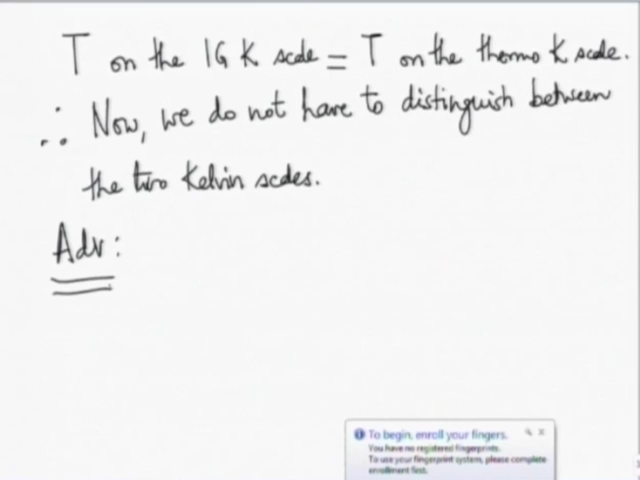 T on the IG K scale = T on the thermo K scale.
∴ Now, we do not have to distinguish between
the two Kelvin scales.
Adv:
To begin, enroll your fingers.
You have no registered fingerprints.
To use your fingerprint system, please complete
enrollment first.